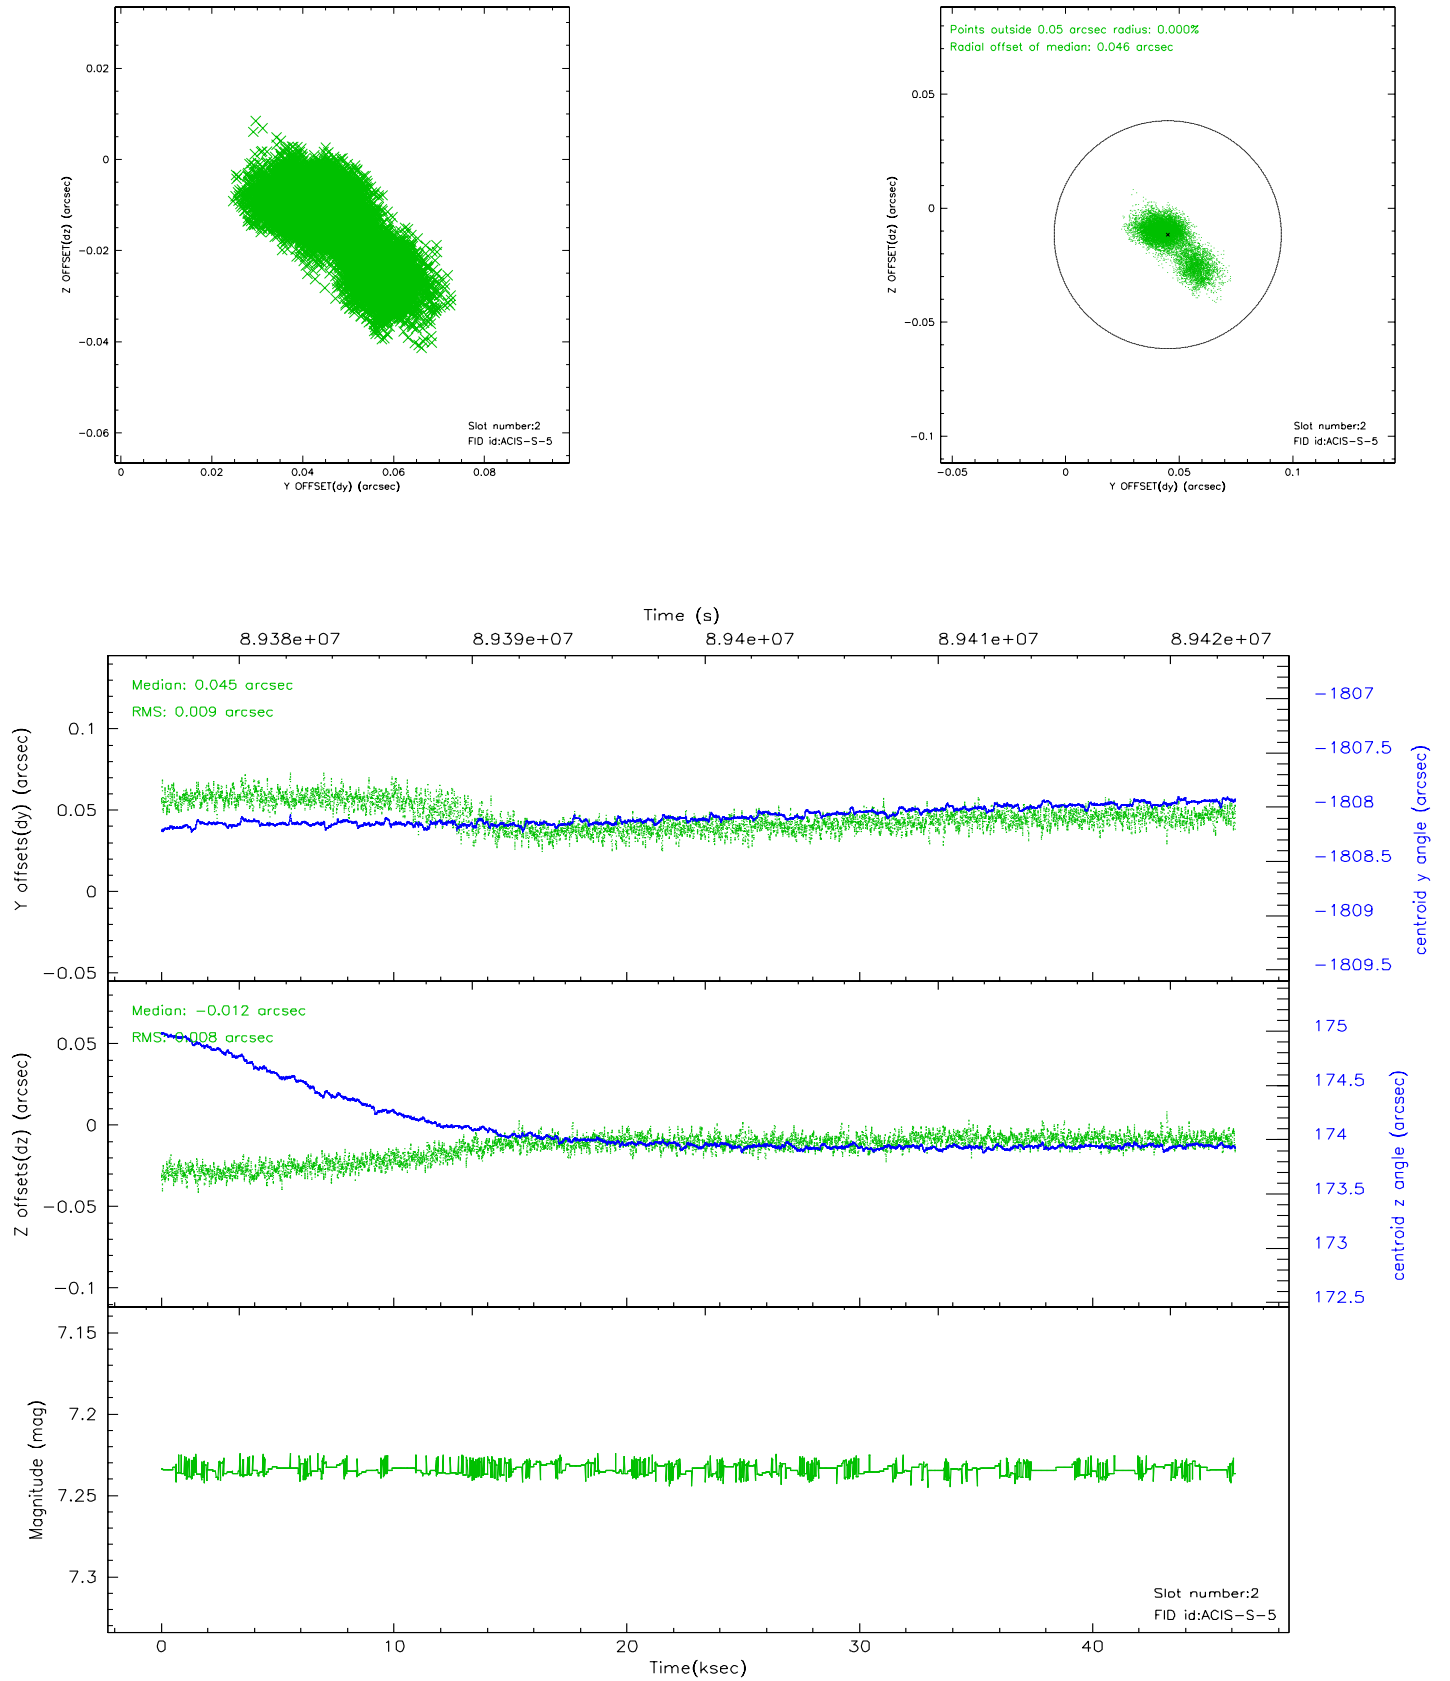 0.02
0
−0.02
−0.04
−0.06
0
0.02
0.04
0.06
0.08
Z OFFSET(dz) (arcsec)
Y OFFSET(dy) (arcsec)
Slot number:2
FID id:ACIS−S−5
Points outside 0.05 arcsec radius: 0.000%
Radial offset of median: 0.046 arcsec
0.05
0
−0.05
−0.1
−0.05
0
0.05
0.1
Z OFFSET(dz) (arcsec)
Y OFFSET(dy) (arcsec)
Slot number:2
FID id:ACIS−S−5
Time (s)
8.938e+07
8.939e+07
8.94e+07
8.941e+07
8.942e+07
Median: 0.045 arcsec
RMS: 0.009 arcsec
0.1
0.05
0
−0.05
Y offsets(dy) (arcsec)
−1807
−1807.5
−1808
−1808.5
−1809
−1809.5
centroid y angle (arcsec)
Median: −0.012 arcsec
RMS: 0.008 arcsec
0.05
0
−0.05
−0.1
Z offsets(dz) (arcsec)
175
174.5
174
173.5
173
172.5
centroid z angle (arcsec)
7.15
7.2
7.25
7.3
Magnitude (mag)
Slot number:2
FID id:ACIS−S−5
0
10
20
30
40
Time(ksec)